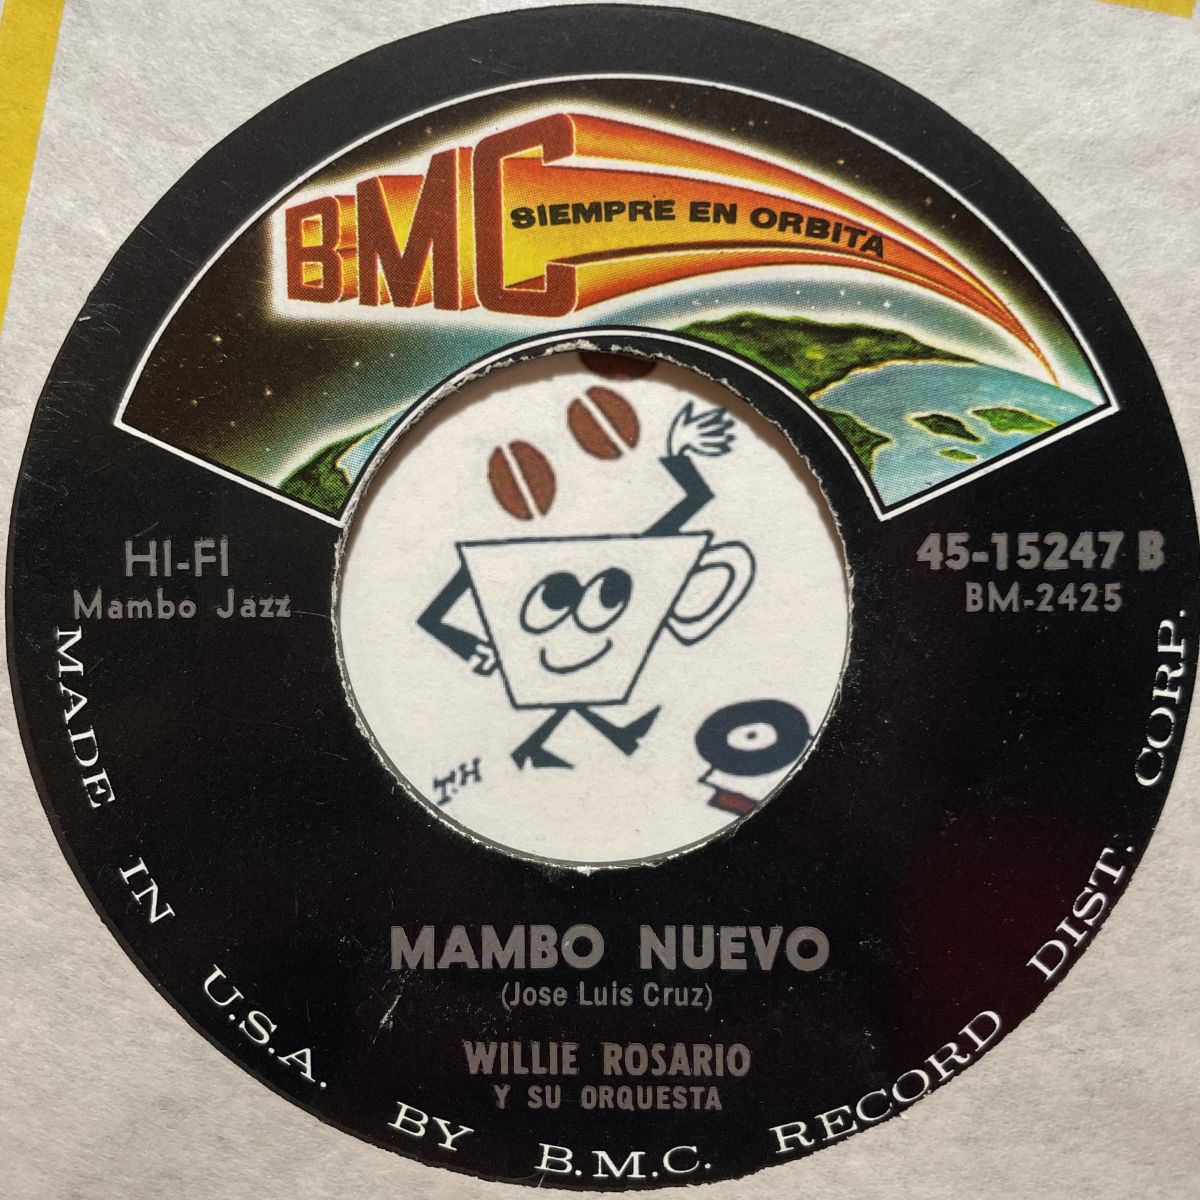 BMC
SIEMPRE EN ORBITA
HI-FI
Mambo Jazz
45-15247 B
BM-2425
T.H
MAMBO NUEVO
(Jose Luis Cruz)
WILLIE ROSARIO
Y SU ORQUESTA
MADE IN U.S.A. BY B.M.C. RECORD DIST. CORP.